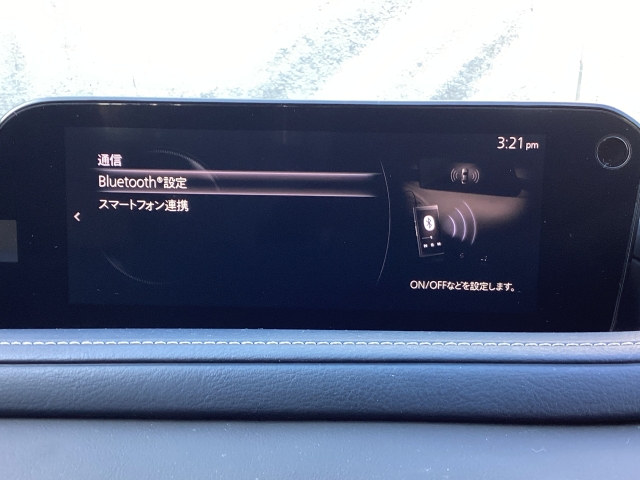 3:21 pm
通信
Bluetooth®設定
スマートフォン連携
ON/OFFなどを設定します。